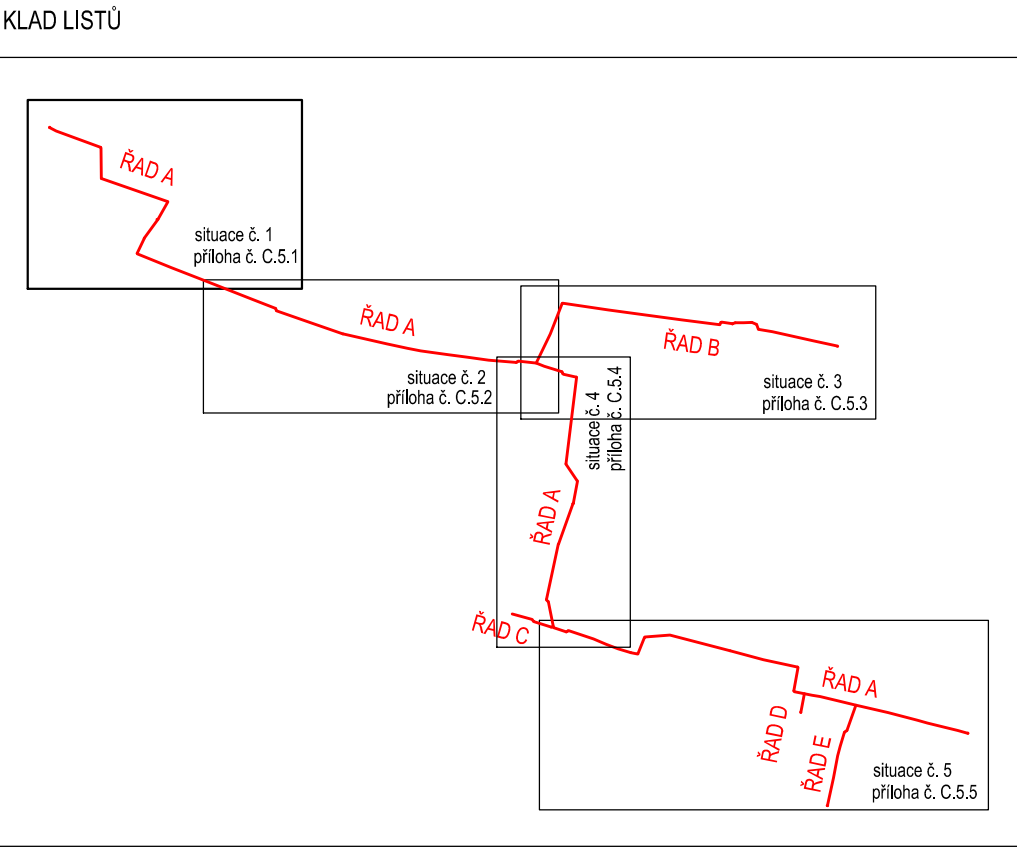 KLAD LISTŮ
ŘAD A
situace č. 1
příloha č. C.5.1
ŘAD A
ŘAD B
situace č. 2
příloha č. C.5.2
situace č. 3
příloha č. C.5.3
situace č. 4
příloha č. C.5.4
ŘAD A
ŘAD C
ŘAD A
ŘAD D
ŘAD E
situace č. 5
příloha č. C.5.5